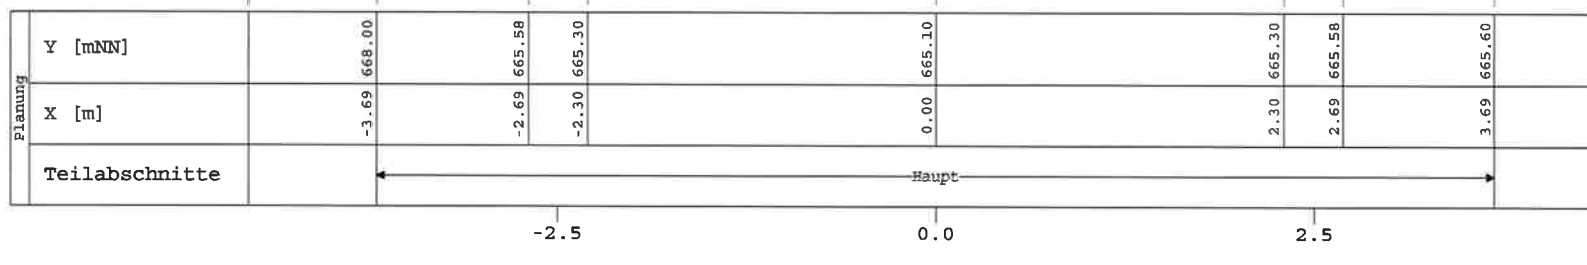 Planung
Y [mNN] 668.00 665.58 665.30 665.10 665.30 665.58 665.60
X [m] -3.69 -2.69 -2.30 0.00 2.30 2.69 3.69
Teilabschnitte Haupt
-2.5 0.0 2.5